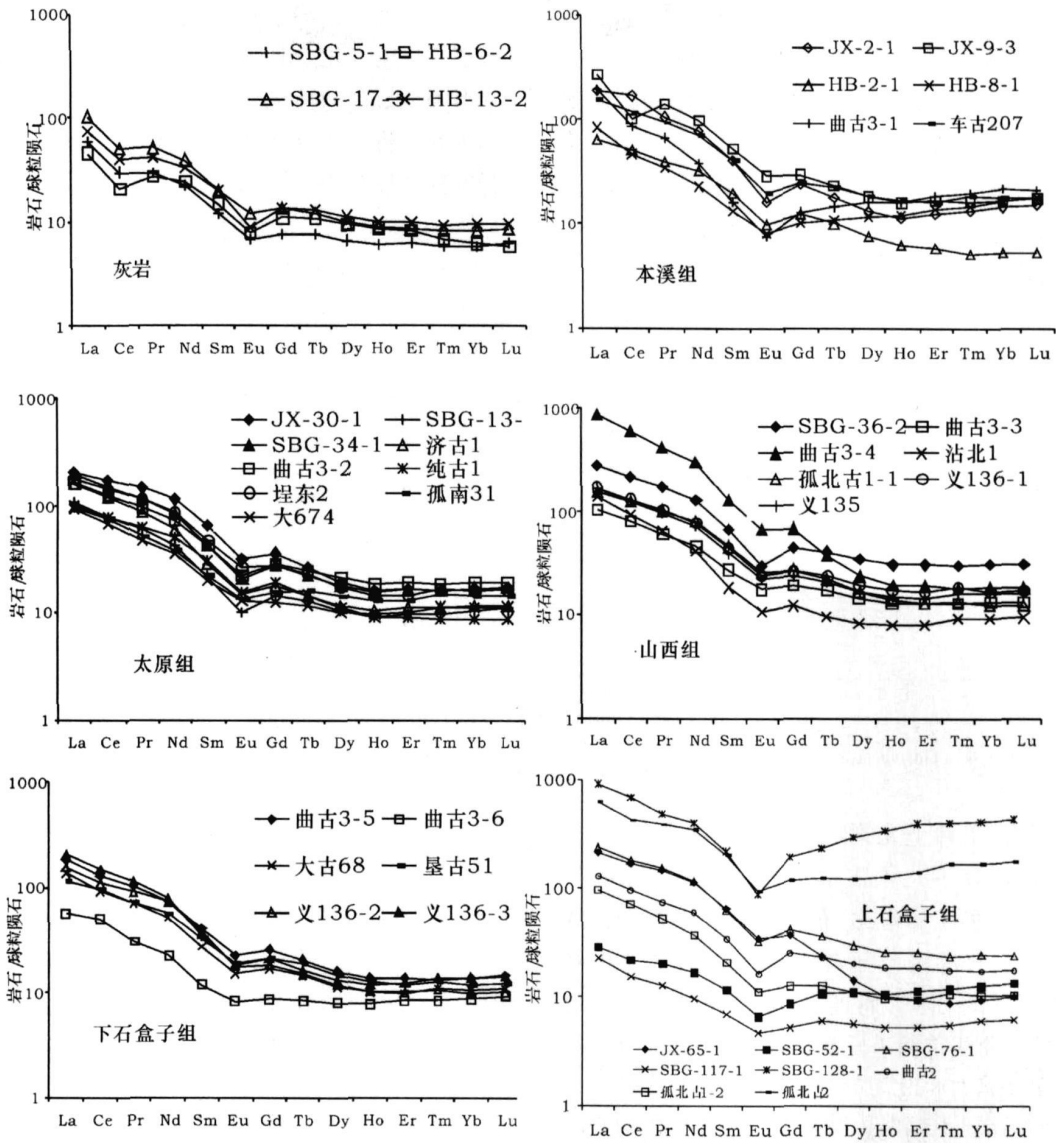 1000
100
10
1
岩石/球粒陨石
SBG-5-1 HB-6-2
SBG-17-3 HB-13-2
灰岩
La Ce Pr Nd Sm Eu Gd Tb Dy Ho Er Tm Yb Lu
1000
100
10
1
岩石/球粒陨石
JX-2-1 JX-9-3
HB-2-1 HB-8-1
曲古3-1 车古207
本溪组
La Ce Pr Nd Sm Eu Gd Tb Dy Ho Er Tm Yb Lu
1000
100
10
1
岩石/球粒陨石
JX-30-1 SBG-13-
SBG-34-1 济古1
曲古3-2 纯古1
埕东2 孤南31
大674
太原组
La Ce Pr Nd Sm Eu Gd Tb Dy Ho Er Tm Yb Lu
1000
100
10
1
岩石/球粒陨石
SBG-36-2 曲古3-3
曲古3-4 沾北1
孤北古1-1 义136-1
义135
山西组
La Ce Pr Nd Sm Eu Gd Tb Dy Ho Er Tm Yb Lu
1000
100
10
1
岩石/球粒陨石
曲古3-5 曲古3-6
大古68 垦古51
义136-2 义136-3
下石盒子组
La Ce Pr Nd Sm Eu Gd Tb Dy Ho Er Tm Yb Lu
1000
100
10
1
岩石/球粒陨石
上石盒子组
JX-65-1 SBG-52-1 SBG-76-1
SBG-117-1 SBG-128-1 曲古2
孤北古1-2 孤北古2
La Ce Pr Nd Sm Eu Gd Tb Dy Ho Er Tm Yb Lu